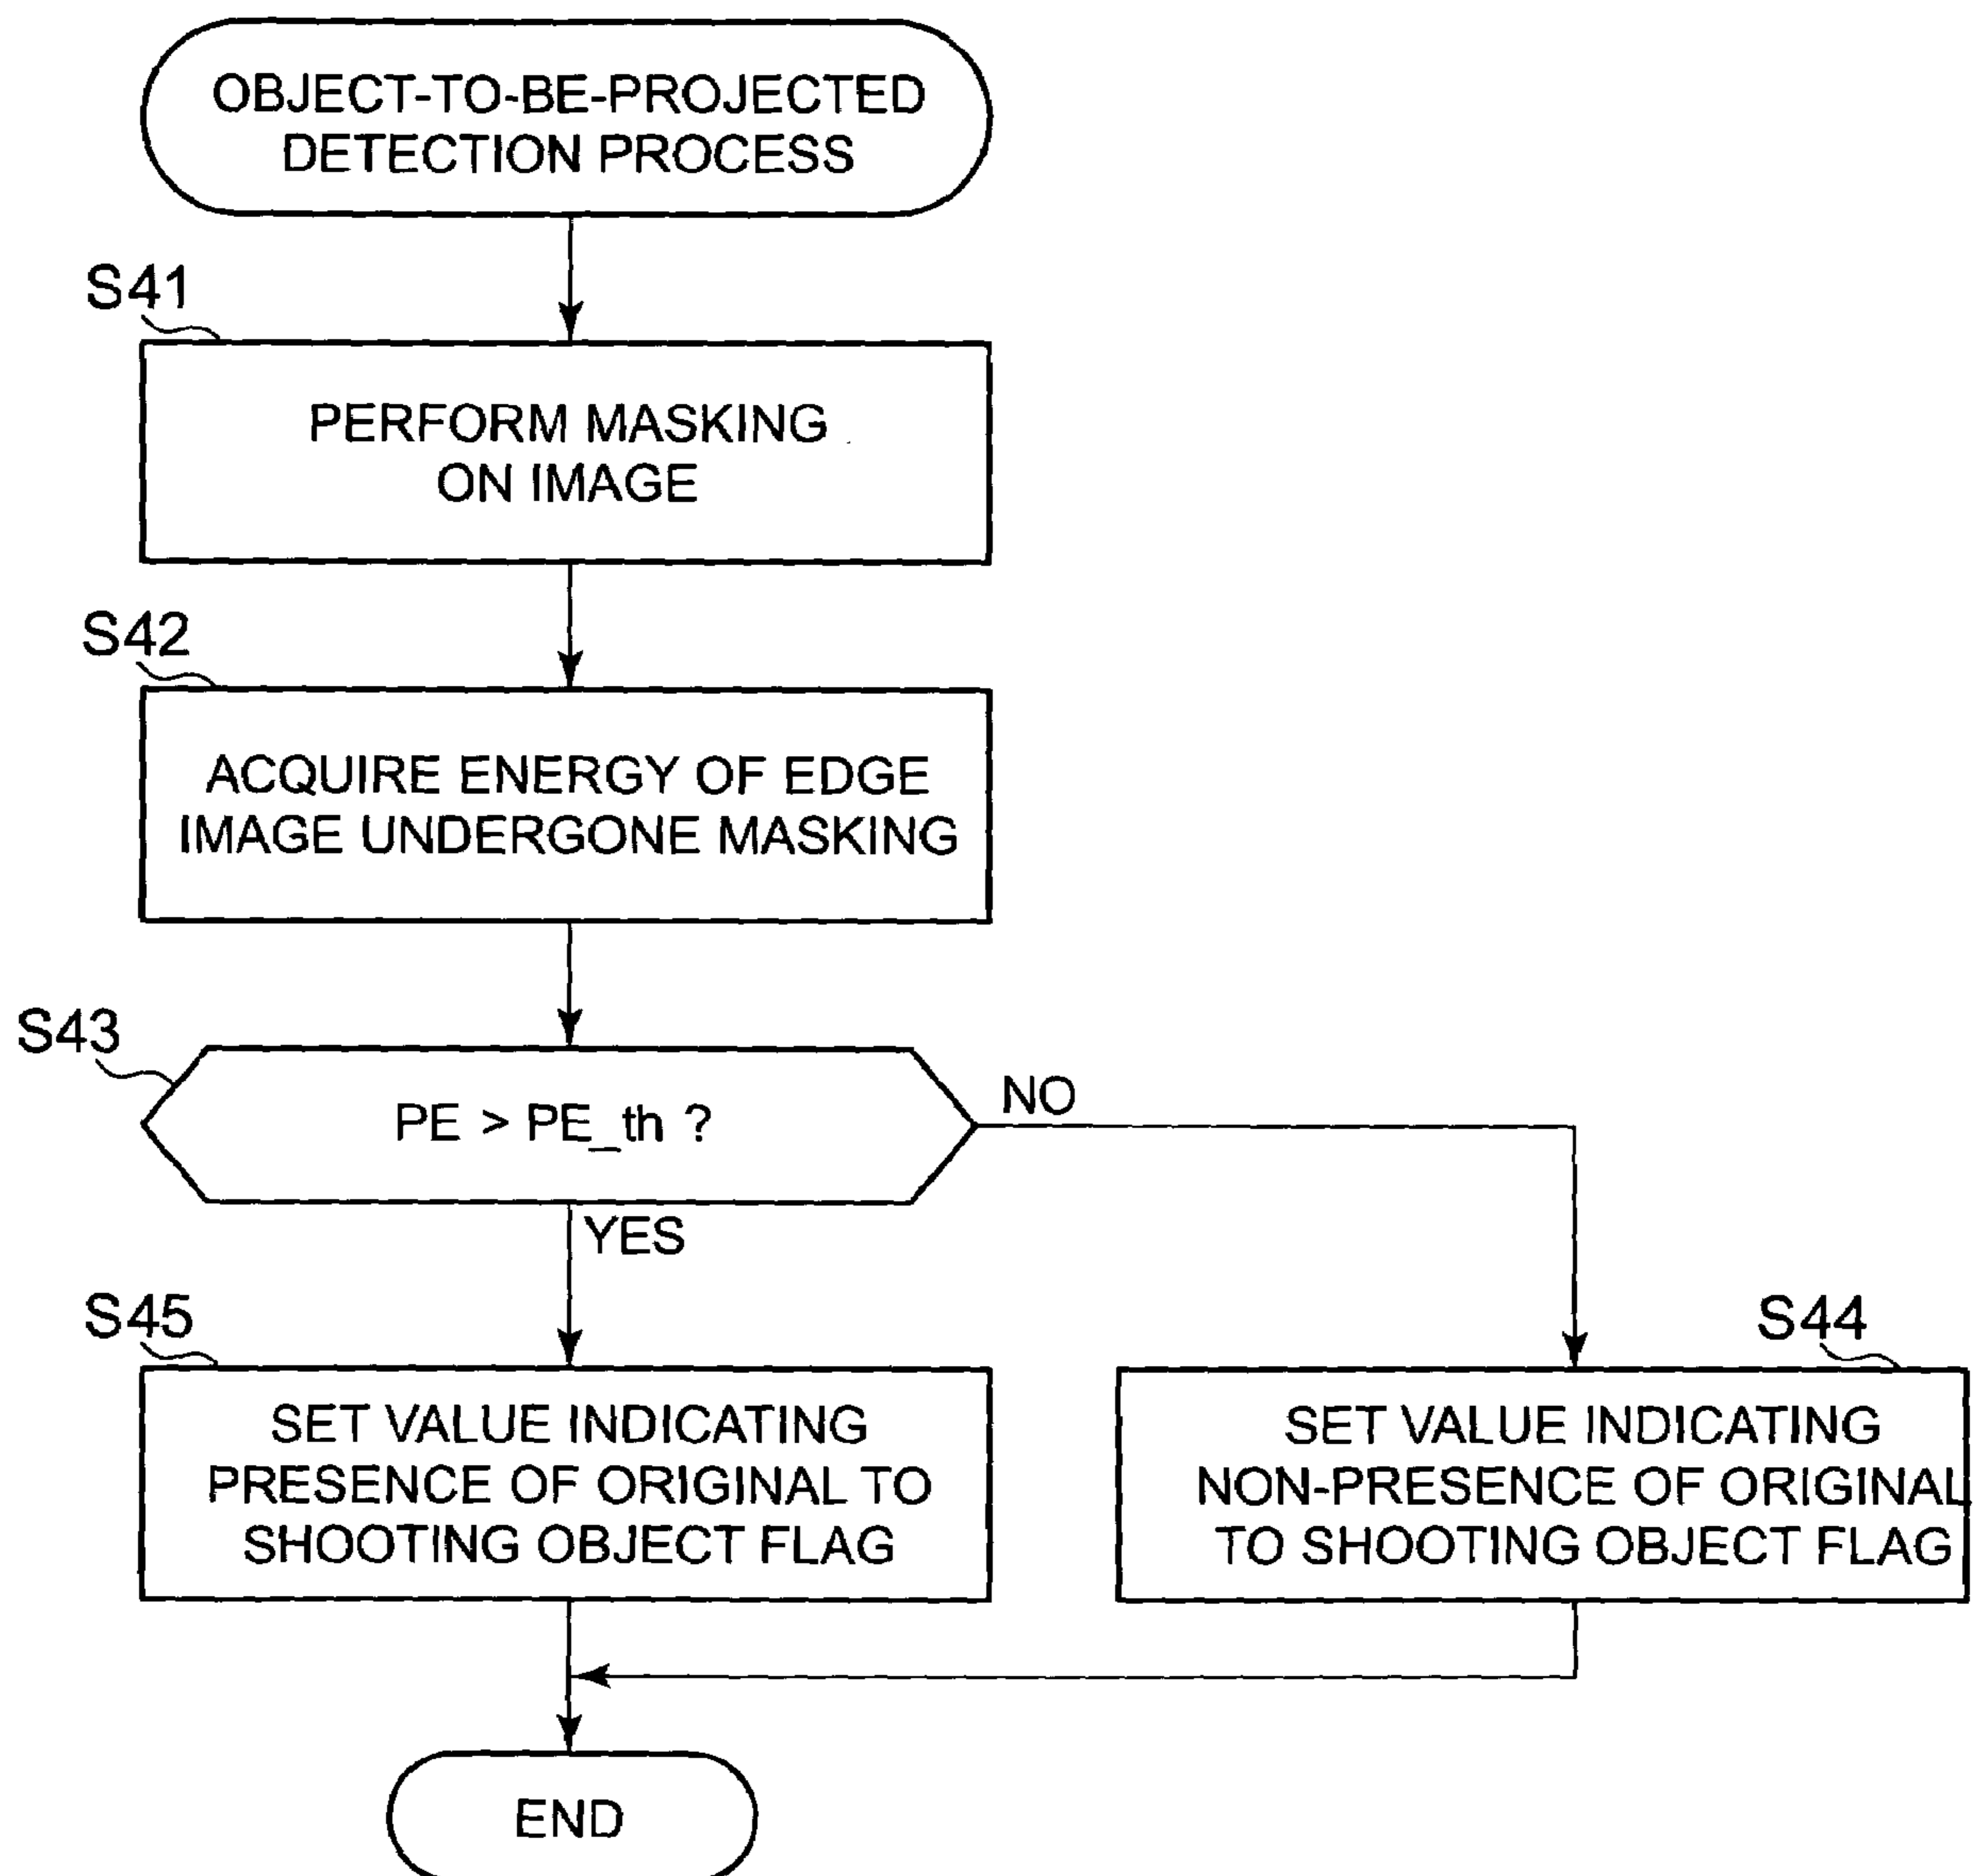 OBJECT-TO-BE-PROJECTED
DETECTION PROCESS
S41
PERFORM MASKING
ON IMAGE
S42
ACQUIRE ENERGY OF EDGE
IMAGE UNDERGONE MASKING
S43
PE > PE_th ?
NO
YES
S45
SET VALUE INDICATING
PRESENCE OF ORIGINAL TO
SHOOTING OBJECT FLAG
S44
SET VALUE INDICATING
NON-PRESENCE OF ORIGINAL
TO SHOOTING OBJECT FLAG
END